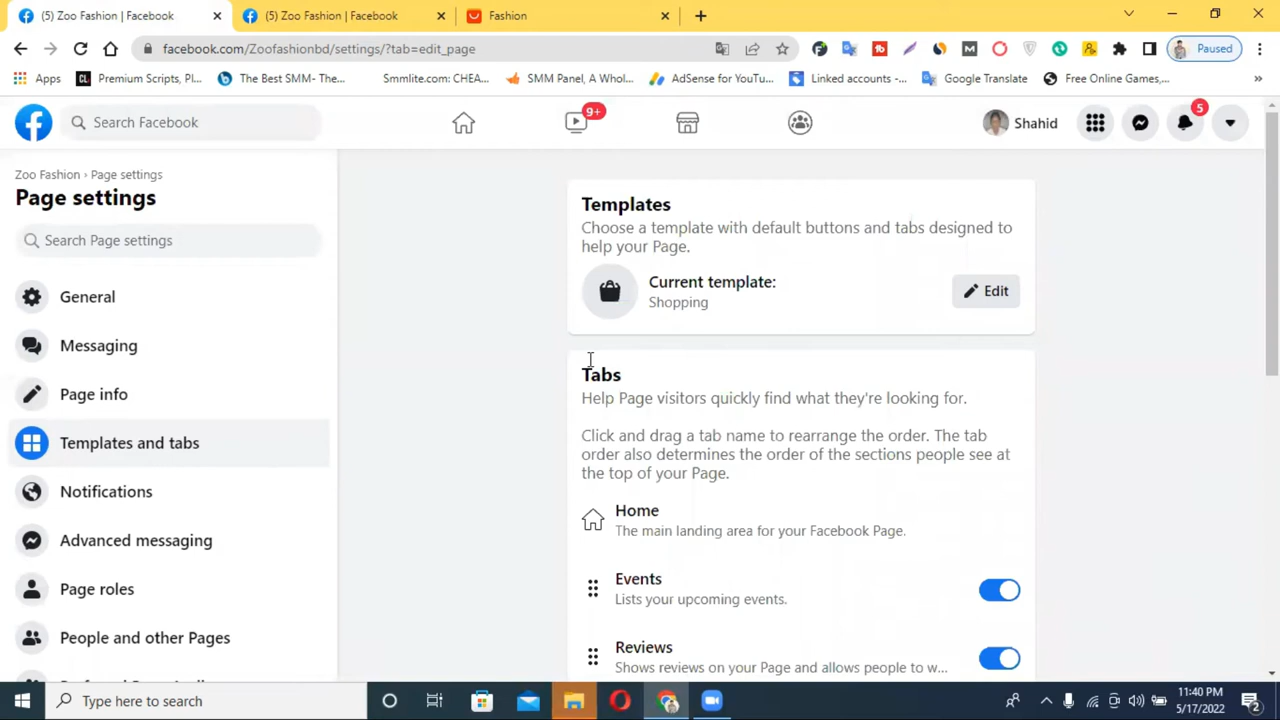 (5) Zoo Fashion | Facebook
(5) Zoo Fashion | Facebook
Fashion
facebook.com/Zoofashionbd/settings/?tab=edit_page
Paused
Apps
Premium Scripts, Pl...
The Best SMM- The...
Smmlite.com: CHEA...
SMM Panel, A Whol...
AdSense for YouTu...
Linked accounts -...
Google Translate
Free Online Games,...
Search Facebook
9+
Shahid
5
Zoo Fashion › Page settings
Page settings
Search Page settings
General
Messaging
Page info
Templates and tabs
Notifications
Advanced messaging
Page roles
People and other Pages
Templates
Choose a template with default buttons and tabs designed to
help your Page.
Current template:
Shopping
Edit
Tabs
Help Page visitors quickly find what they're looking for.
Click and drag a tab name to rearrange the order. The tab
order also determines the order of the sections people see at
the top of your Page.
Home
The main landing area for your Facebook Page.
Events
Lists your upcoming events.
Reviews
Shows reviews on your Page and allows people to w...
Type here to search
11:40 PM
5/17/2022
2